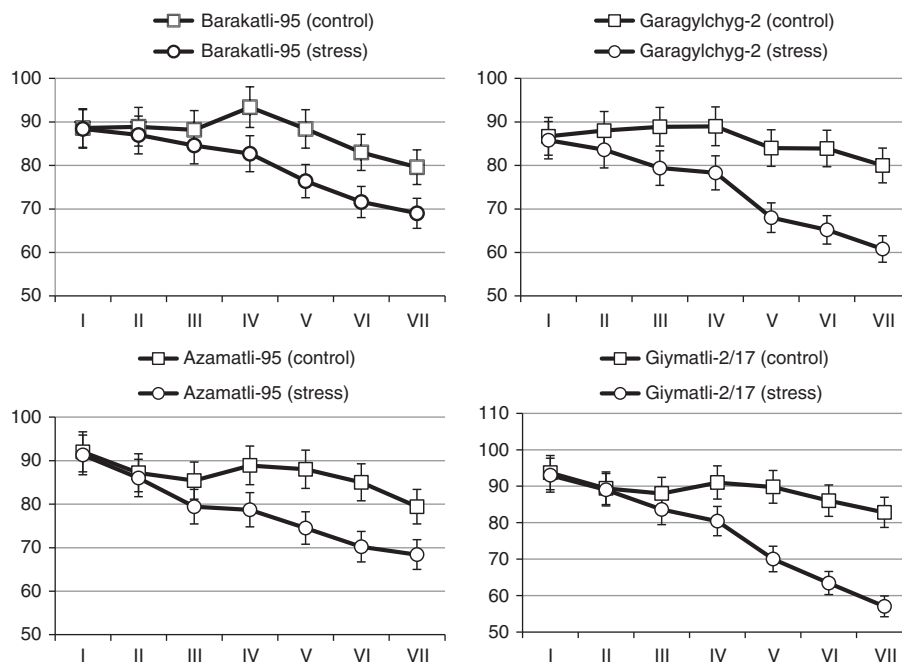 Barakatli-95 (control)
Barakatli-95 (stress)
100
90
80
70
60
50
I II III IV V VI VII
Garagylchyg-2 (control)
Garagylchyg-2 (stress)
100
90
80
70
60
50
I II III IV V VI VII
Azamatli-95 (control)
Azamatli-95 (stress)
100
90
80
70
60
50
I II III IV V VI VII
Giymatli-2/17 (control)
Giymatli-2/17 (stress)
110
100
90
80
70
60
50
I II III IV V VI VII